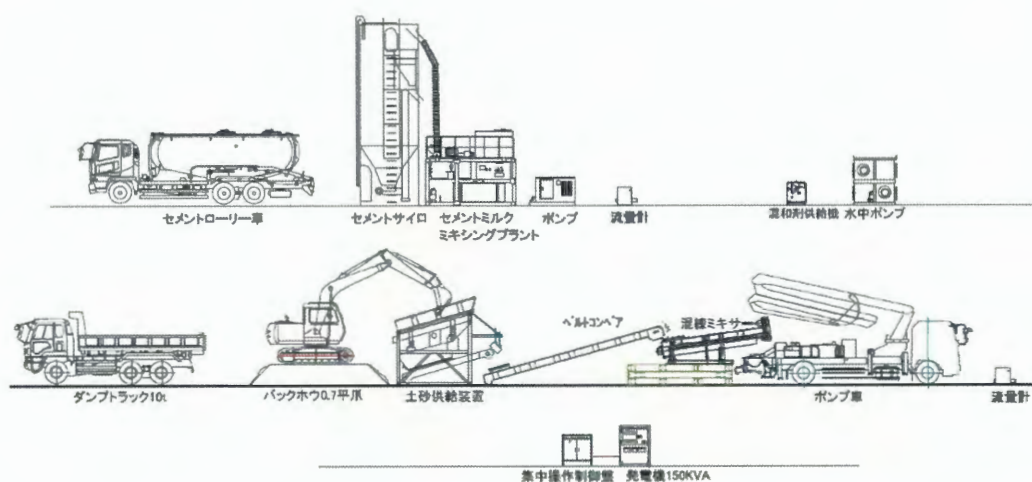 セメントローリー車
セメントサイロ
セメントミルク
ミキシングプラント
ポンプ
流量計
混和剤供給機
水中ポンプ
ベルトコンベア
混練ミキサー
ダンプトラック10t
バックホウ0.7平爪
土砂供給装置
ポンプ車
流量計
集中操作制御盤
発電機150KVA